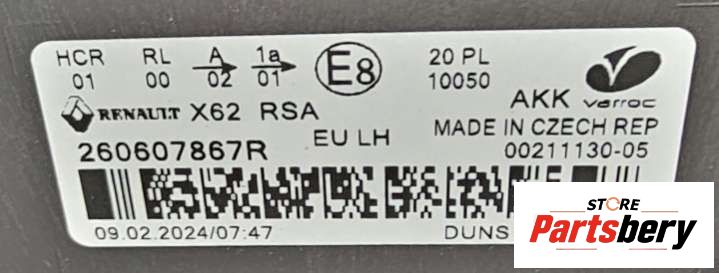 HCR RL A 1a E8 20 PL
01 00 02 01 10050
RENAULT X62 RSA AKK varroc
EU LH MADE IN CZECH REP
260607867R 00211130-05
09.02.2024/07:47 DUNS
STORE
Partsbery